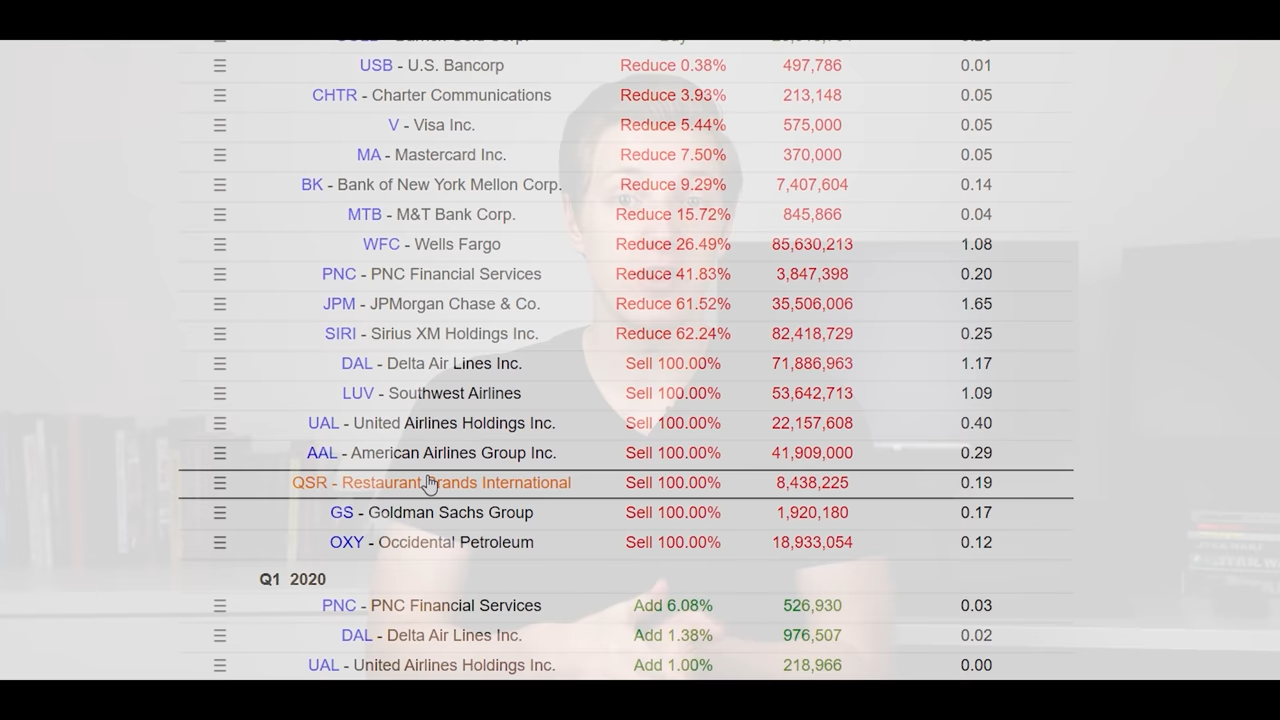 USB - U.S. Bancorp Reduce 0.38% 497,786 0.01
CHTR - Charter Communications Reduce 3.93% 213,148 0.05
V - Visa Inc. Reduce 5.44% 575,000 0.05
MA - Mastercard Inc. Reduce 7.50% 370,000 0.05
BK - Bank of New York Mellon Corp. Reduce 9.29% 7,407,604 0.14
MTB - M&T Bank Corp. Reduce 15.72% 845,866 0.04
WFC - Wells Fargo Reduce 26.49% 85,630,213 1.08
PNC - PNC Financial Services Reduce 41.83% 3,847,398 0.20
JPM - JPMorgan Chase & Co. Reduce 61.52% 35,506,006 1.65
SIRI - Sirius XM Holdings Inc. Reduce 62.24% 82,418,729 0.25
DAL - Delta Air Lines Inc. Sell 100.00% 71,886,963 1.17
LUV - Southwest Airlines Sell 100.00% 53,642,713 1.09
UAL - United Airlines Holdings Inc. Sell 100.00% 22,157,608 0.40
AAL - American Airlines Group Inc. Sell 100.00% 41,909,000 0.29
QSR - Restaurant Brands International Sell 100.00% 8,438,225 0.19
GS - Goldman Sachs Group Sell 100.00% 1,920,180 0.17
OXY - Occidental Petroleum Sell 100.00% 18,933,054 0.12
Q1 2020
PNC - PNC Financial Services Add 6.08% 526,930 0.03
DAL - Delta Air Lines Inc. Add 1.38% 976,507 0.02
UAL - United Airlines Holdings Inc. Add 1.00% 218,966 0.00